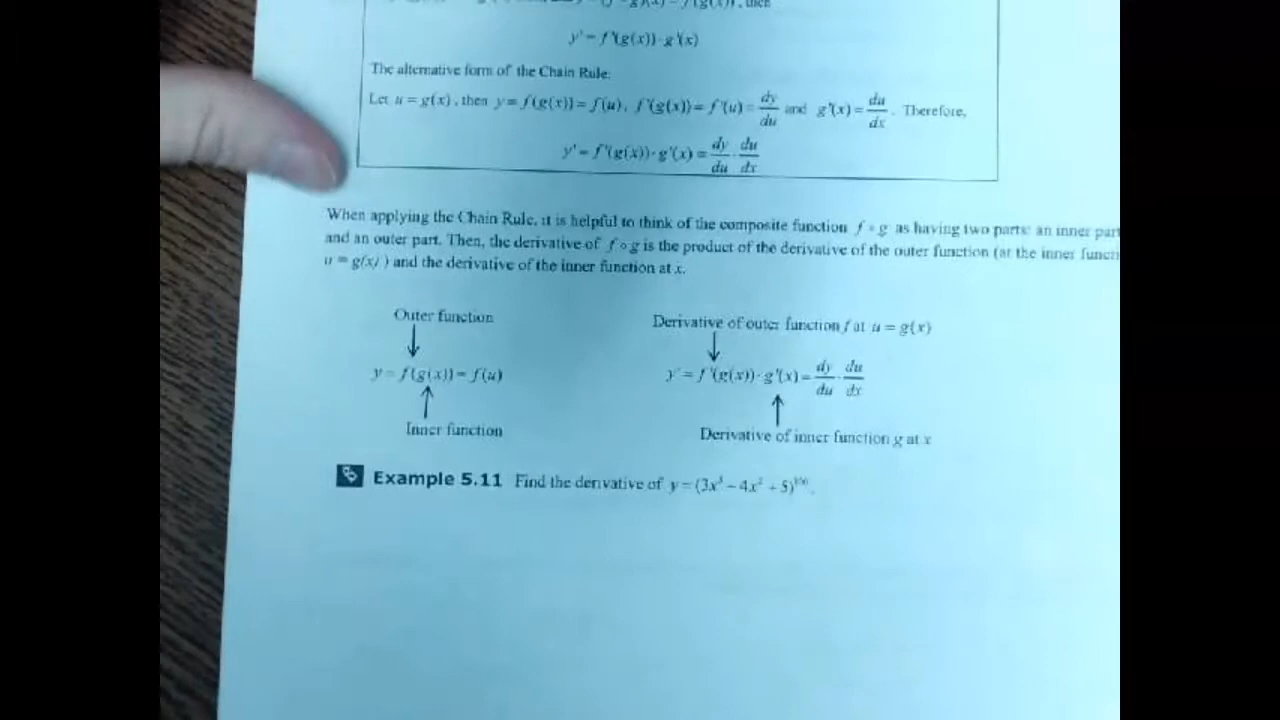 y' = f'(g(x))·g'(x)
The alternative form of the Chain Rule:
Let u = g(x), then y = f(g(x)) = f(u), f'(g(x)) = f'(u) = dy/du and g'(x) = du/dx. Therefore,
y' = f'(g(x))·g'(x) = dy/du · du/dx
When applying the Chain Rule, it is helpful to think of the composite function f∘g as having two parts: an inner part
and an outer part. Then, the derivative of f∘g is the product of the derivative of the outer function (at the inner
u = g(x)) and the derivative of the inner function at x.
Outer function
y = f(g(x)) = f(u)
Inner function
Derivative of outer function f at u = g(x)
y' = f'(g(x))·g'(x) = dy/du · du/dx
Derivative of inner function g at x
Example 5.11 Find the derivative of